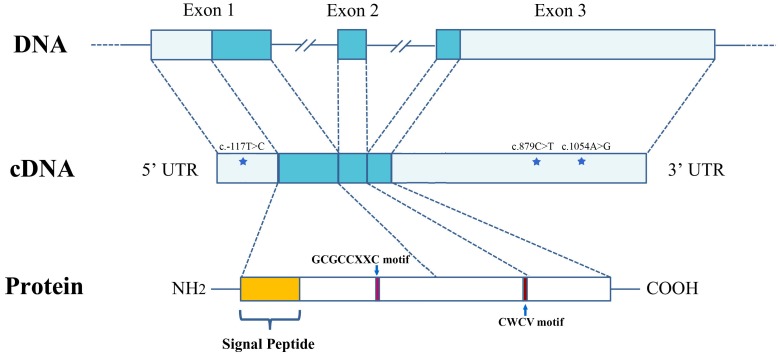 Exon 1 Exon 2 Exon 3
DNA
c.-117T>C c.879C>T c.1054A>G
cDNA 5' UTR 3' UTR
GCGCCXXC motif
Protein NH2 COOH
CWCV motif
Signal Peptide